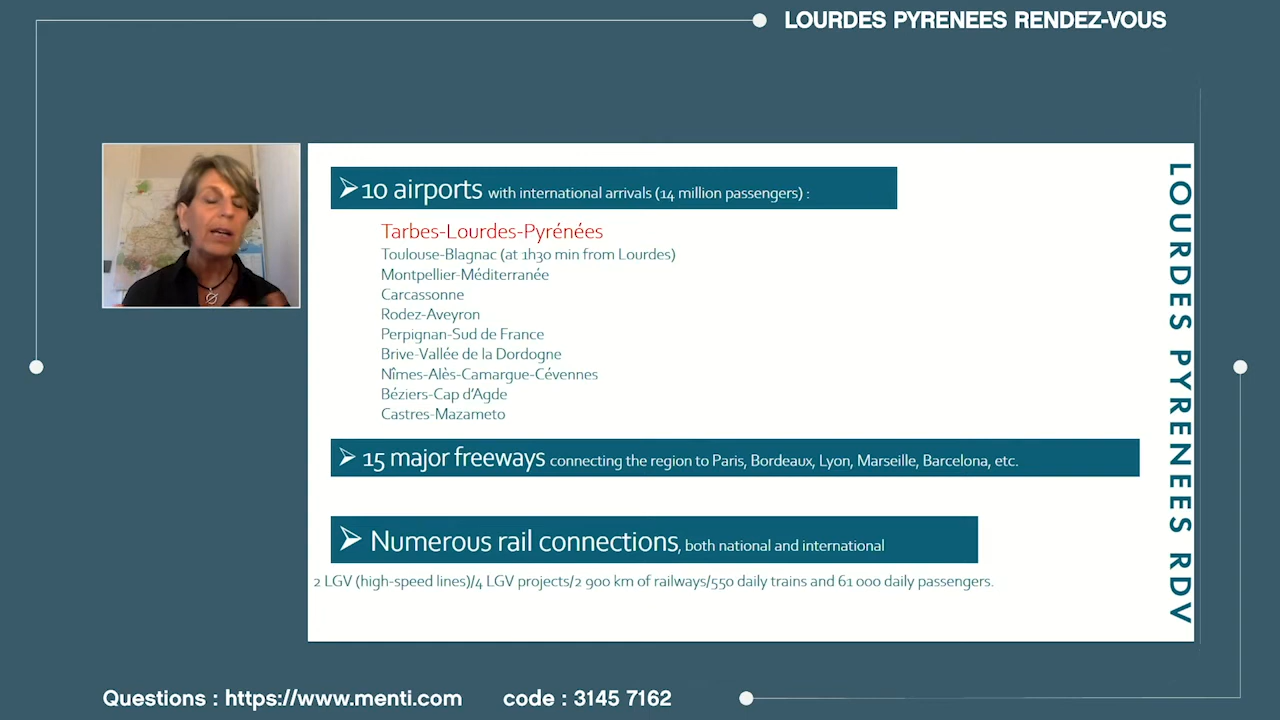 LOURDES PYRENEES RENDEZ-VOUS
➢10 airports with international arrivals (14 million passengers) :
Tarbes-Lourdes-Pyrénées
Toulouse-Blagnac (at 1h30 min from Lourdes)
Montpellier-Méditerranée
Carcassonne
Rodez-Aveyron
Perpignan-Sud de France
Brive-Vallée de la Dordogne
Nîmes-Alès-Camargue-Cévennes
Béziers-Cap d'Agde
Castres-Mazameto
➢ 15 major freeways connecting the region to Paris, Bordeaux, Lyon, Marseille, Barcelona, etc.
➢ Numerous rail connections, both national and international
2 LGV (high-speed lines)/4 LGV projects/2 900 km of railways/550 daily trains and 61 000 daily passengers.
LOURDES PYRENEES RDV
Questions : https://www.menti.com code : 3145 7162